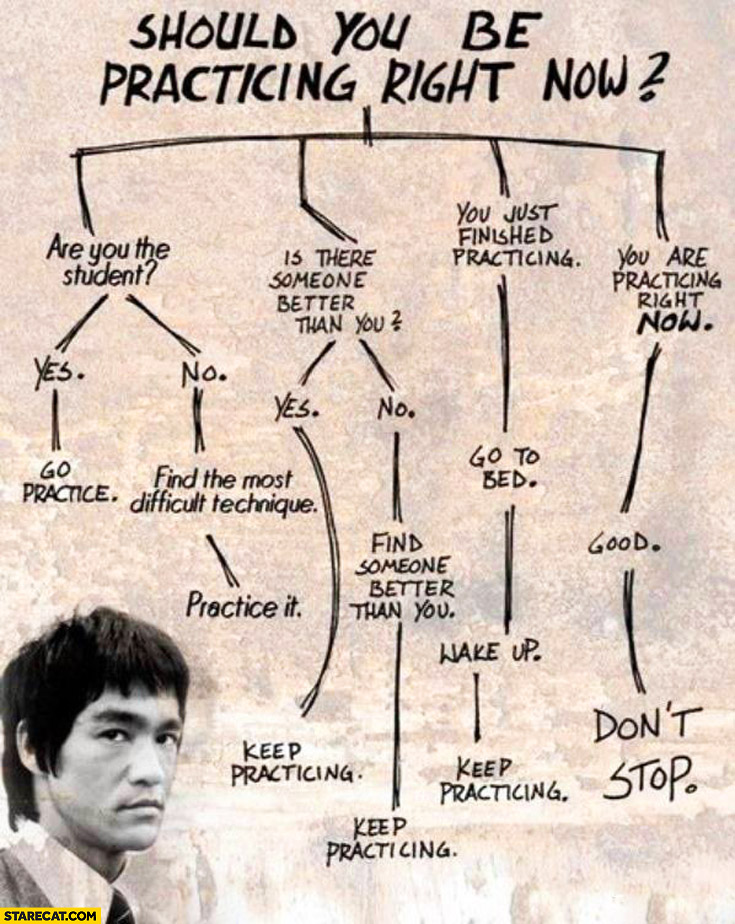 SHOULD YOU BE
PRACTICING RIGHT NOW?
Are you the
student?
YES.
NO.
GO
PRACTICE.
Find the most
difficult technique.
Practice it.
IS THERE
SOMEONE
BETTER
THAN YOU?
YES.
NO.
KEEP
PRACTICING.
FIND
SOMEONE
BETTER
THAN YOU.
KEEP
PRACTICING.
YOU JUST
FINISHED
PRACTICING.
GO TO
BED.
WAKE UP.
KEEP
PRACTICING.
YOU ARE
PRACTICING
RIGHT
NOW.
GOOD.
DON'T
STOP.
STARECAT.COM